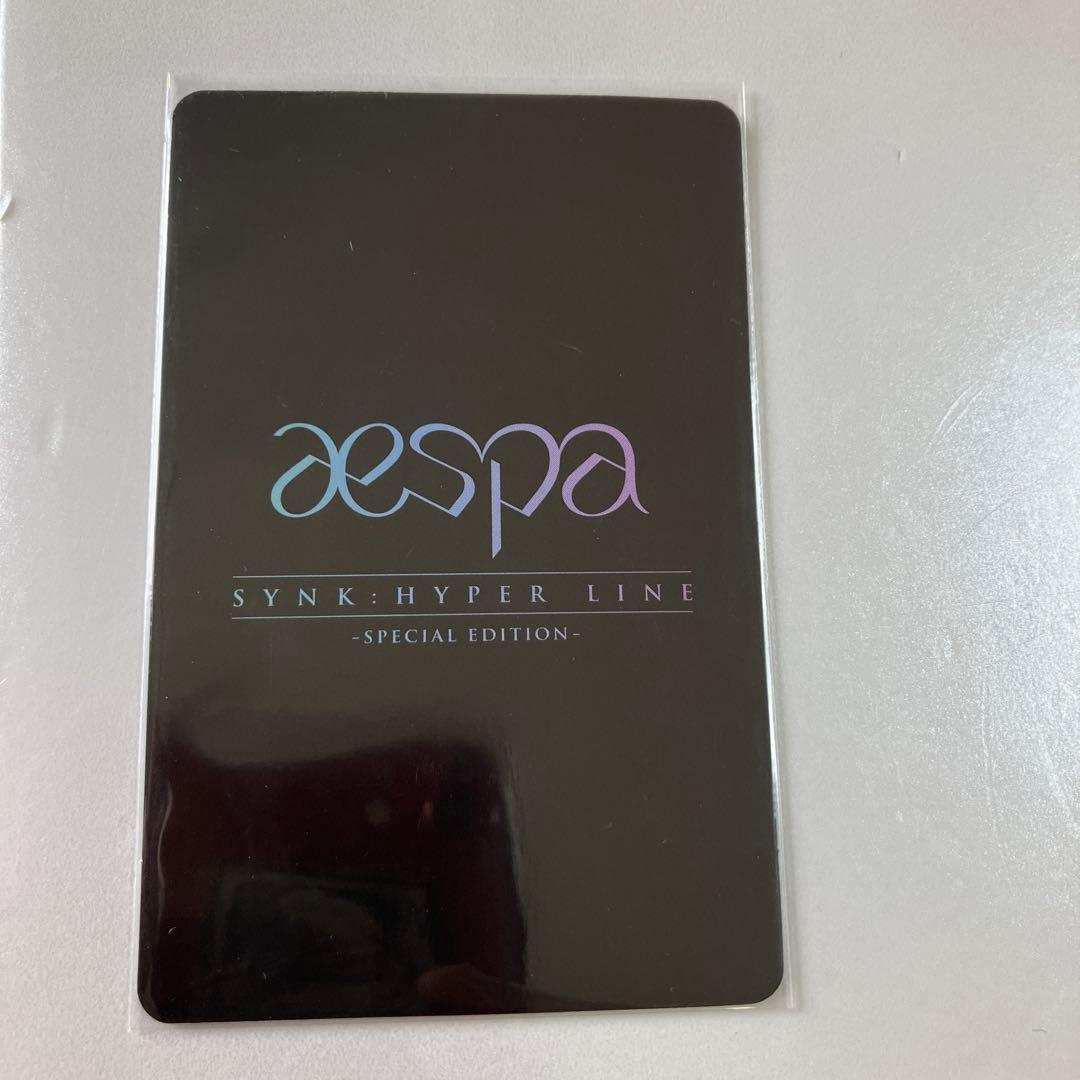 aespa
SYNK : HYPER LINE
-SPECIAL EDITION-